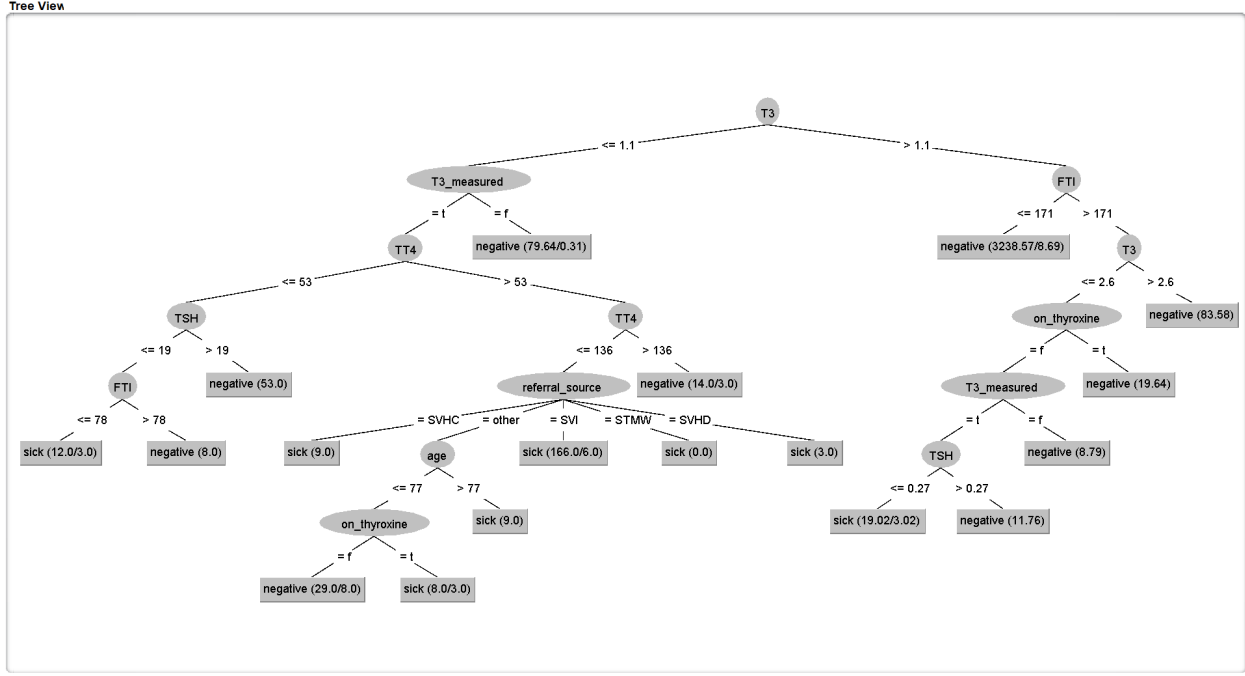 Tree View
T3
<= 1.1
> 1.1
T3_measured
FTI
= t
= f
<= 171
> 171
TT4
negative (79.64/0.31)
negative (3238.57/8.69)
T3
<= 53
> 53
<= 2.6
> 2.6
TSH
TT4
on_thyroxine
negative (83.58)
<= 19
> 19
<= 136
> 136
= f
= t
FTI
negative (53.0)
referral_source
negative (14.0/3.0)
T3_measured
negative (19.64)
<= 78
> 78
= SVHC
= other
= SVI
= STMW
= SVHD
= t
= f
sick (12.0/3.0)
negative (8.0)
sick (9.0)
age
sick (166.0/6.0)
sick (0.0)
sick (3.0)
TSH
negative (8.79)
<= 77
> 77
<= 0.27
> 0.27
on_thyroxine
sick (9.0)
sick (19.02/3.02)
negative (11.76)
= f
= t
negative (29.0/8.0)
sick (8.0/3.0)